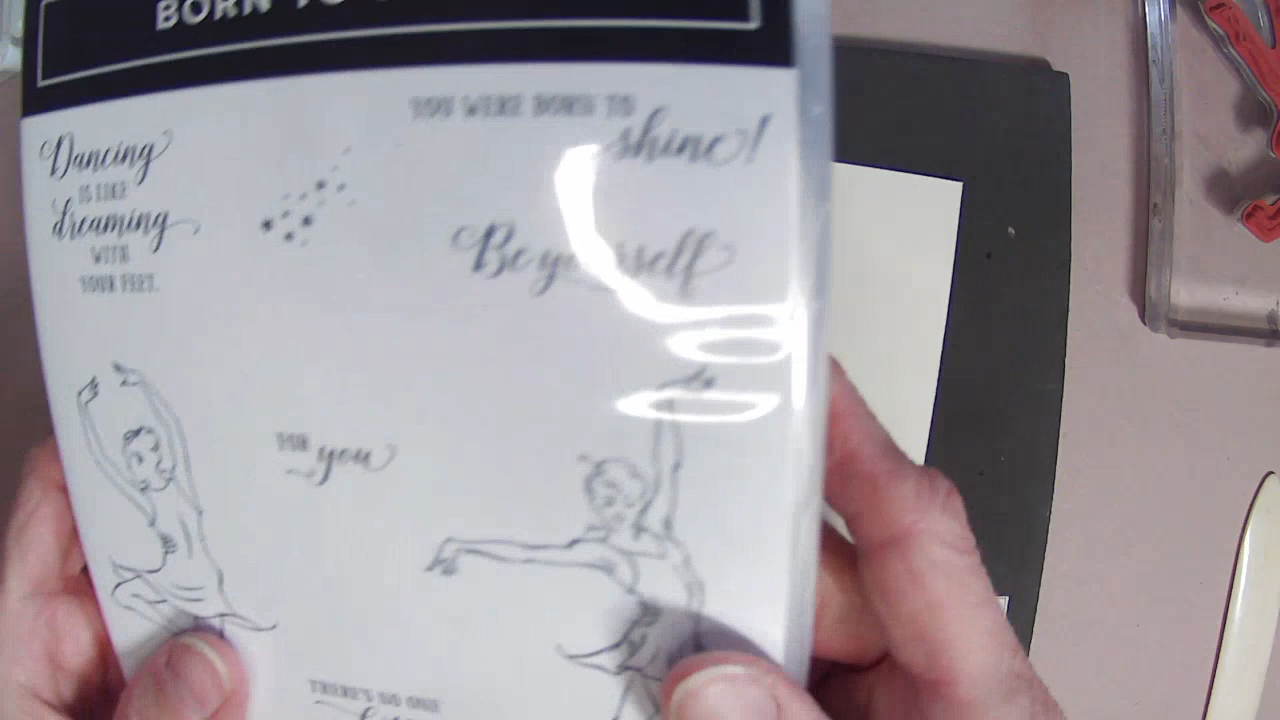 BORN TO
YOU WERE BORN TO
shine!
Dancing
IS LIKE
dreaming
WITH
YOUR FEET.
Be yourself
FOR you
THERE'S NO ONE